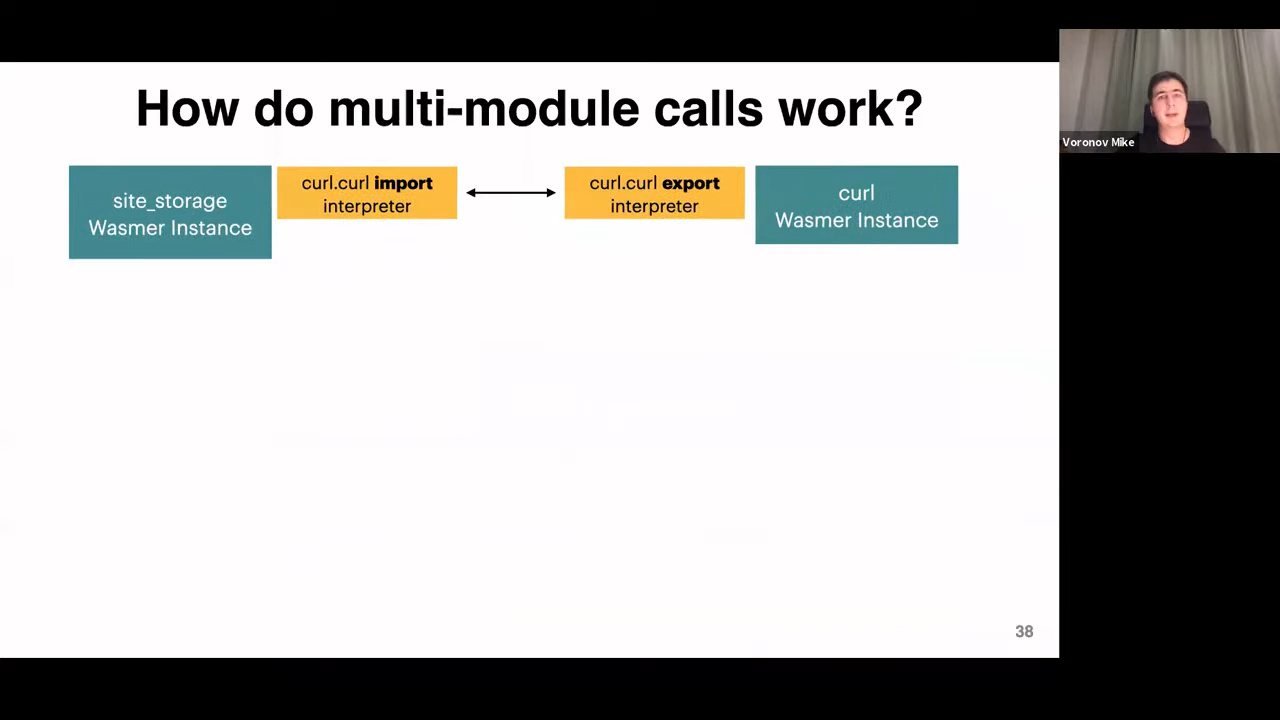 How do multi-module calls work?
site_storage
Wasmer Instance
curl.curl import
interpreter
curl.curl export
interpreter
curl
Wasmer Instance
Voronov Mike
38